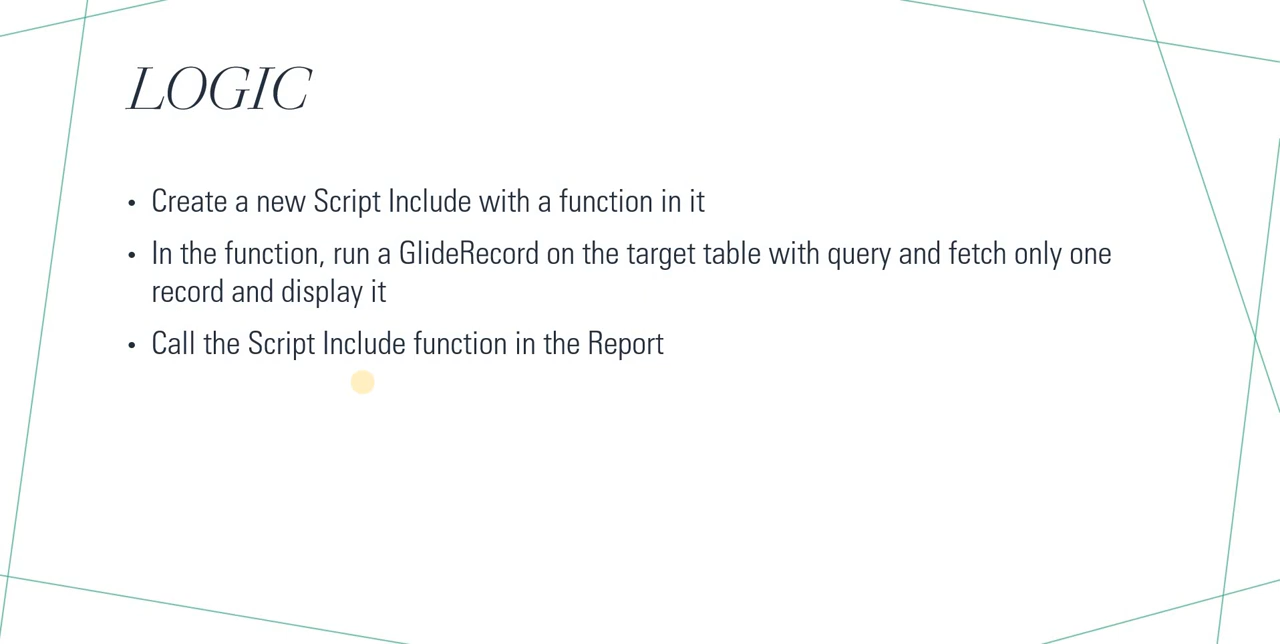 LOGIC
• Create a new Script Include with a function in it
• In the function, run a GlideRecord on the target table with query and fetch only one
record and display it
• Call the Script Include function in the Report